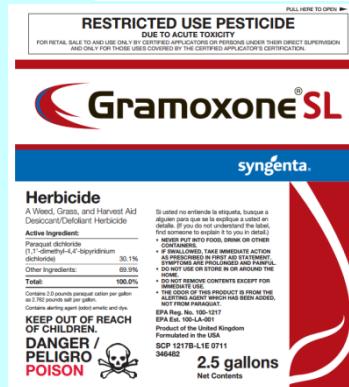 PULL HERE TO OPEN
RESTRICTED USE PESTICIDE
DUE TO ACUTE TOXICITY
FOR RETAIL SALE TO AND USE ONLY BY CERTIFIED APPLICATORS OR PERSONS UNDER THEIR DIRECT SUPERVISION
AND ONLY FOR THOSE USES COVERED BY THE CERTIFIED APPLICATOR'S CERTIFICATION.
Gramoxone® SL
syngenta.
Herbicide
A Weed, Grass, and Harvest Aid
Desiccant/Defoliant Herbicide
Active Ingredient:
Paraquat dichloride
(1,1'-dimethyl-4,4'-bipyridinium
dichloride) 30.1%
Other Ingredients: 69.9%
Total: 100.0%
Contains 2.0 pounds paraquat cation per gallon
as 2.762 pounds salt per gallon.
Contains alerting agent (odor) emetic and dye.
KEEP OUT OF REACH
OF CHILDREN.
DANGER /
PELIGRO
POISON
Si usted no entiende la etiqueta, busque a
alguien para que se la explique a usted en
detalle. (If you do not understand the label,
find someone to explain it to you in detail.)
• NEVER PUT INTO FOOD, DRINK OR OTHER
CONTAINERS.
• IF SWALLOWED, TAKE IMMEDIATE ACTION
AS PRESCRIBED IN FIRST AID STATEMENT.
SYMPTOMS ARE PROLONGED AND PAINFUL.
• DO NOT USE OR STORE IN OR AROUND THE
HOME.
• DO NOT REMOVE CONTENTS EXCEPT FOR
IMMEDIATE USE.
• THE ODOR OF THIS PRODUCT IS FROM THE
ALERTING AGENT WHICH HAS BEEN ADDED,
NOT FROM PARAQUAT.
EPA Reg. No. 100-1217
EPA Est. 100-LA-001
Product of the United Kingdom
Formulated in the USA
SCP 1217B-L1E 0711
346482
2.5 gallons
Net Contents